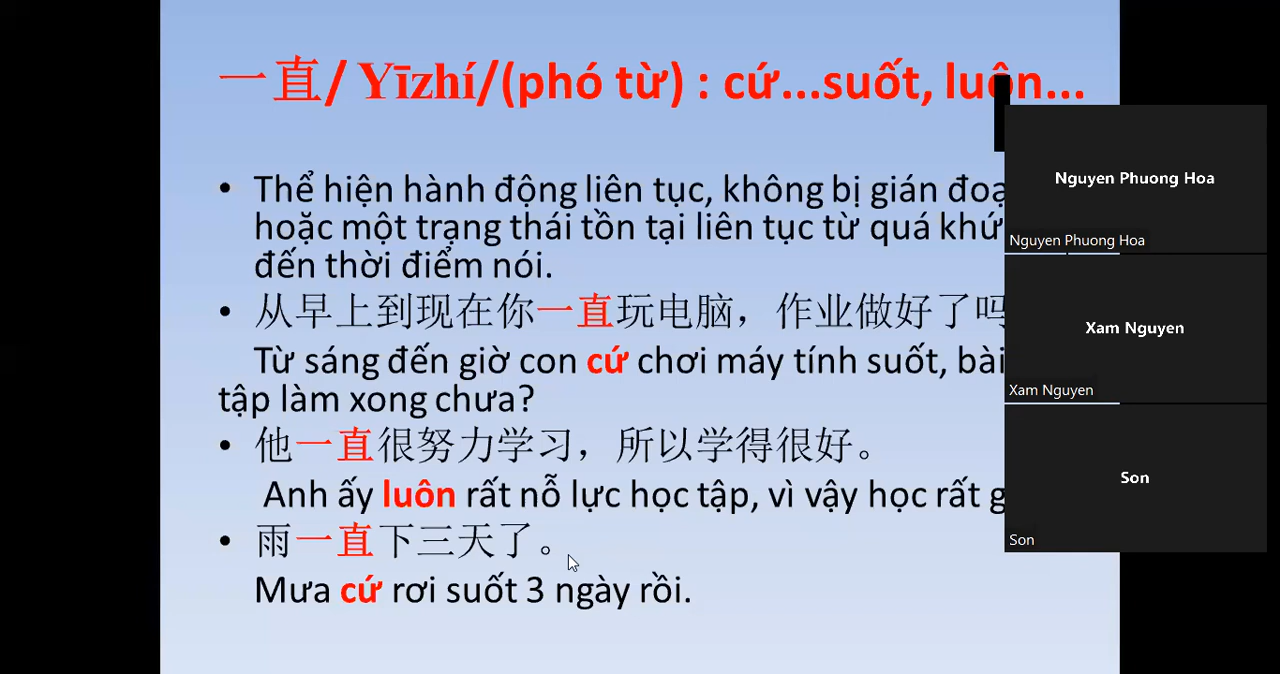 一直/ Yīzhí/(phó từ) : cứ...suốt, luôn...
• Thể hiện hành động liên tục, không bị gián
hoặc một trạng thái tồn tại liên tục từ quá khứ
đến thời điểm nói.
• 从早上到现在你一直玩电脑，作业做好了吗
Từ sáng đến giờ con cứ chơi máy tính suốt, bài
tập làm xong chưa?
• 他一直很努力学习，所以学得很好。
Anh ấy luôn rất nỗ lực học tập, vì vậy học rất
• 雨一直下三天了。
Mưa cứ rơi suốt 3 ngày rồi.
Nguyen Phuong Hoa
Nguyen Phuong Hoa
Xam Nguyen
Xam Nguyen
Son
Son